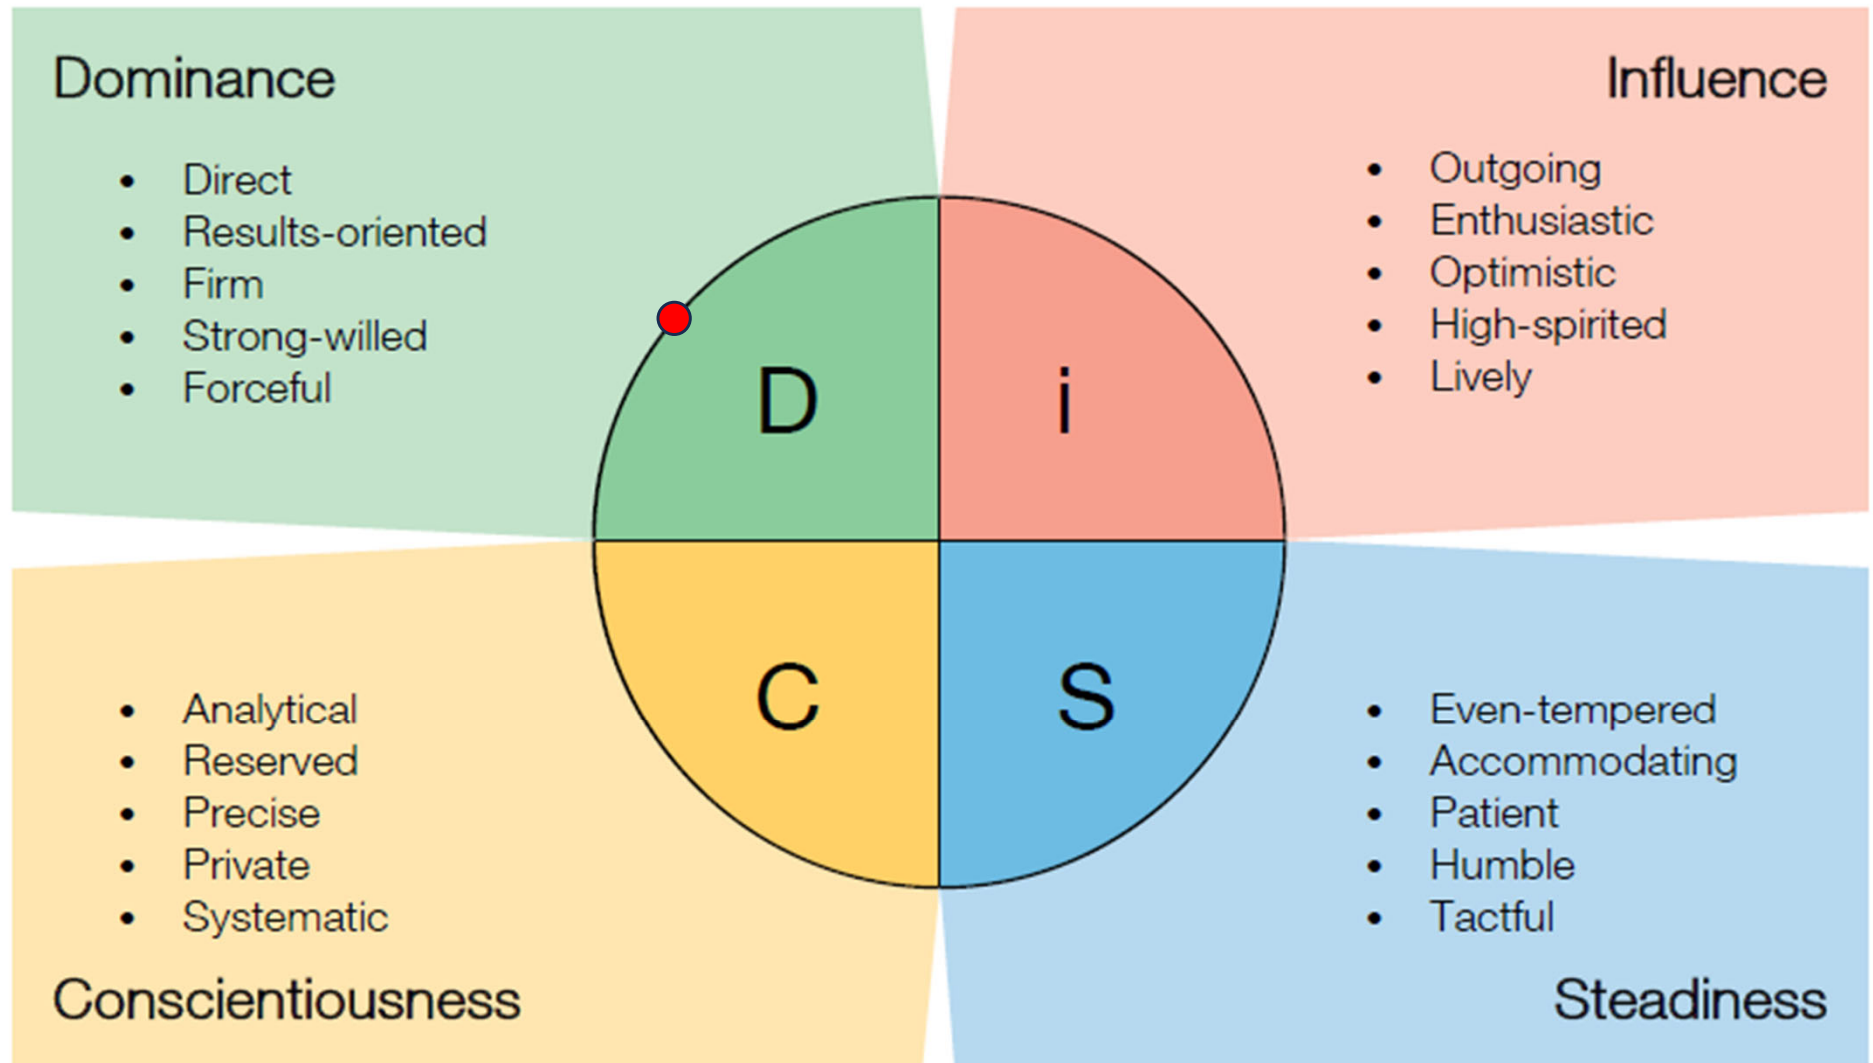 Dominance
• Direct
• Results-oriented
• Firm
• Strong-willed
• Forceful
Influence
• Outgoing
• Enthusiastic
• Optimistic
• High-spirited
• Lively
D
i
C
S
• Analytical
• Reserved
• Precise
• Private
• Systematic
Conscientiousness
• Even-tempered
• Accommodating
• Patient
• Humble
• Tactful
Steadiness